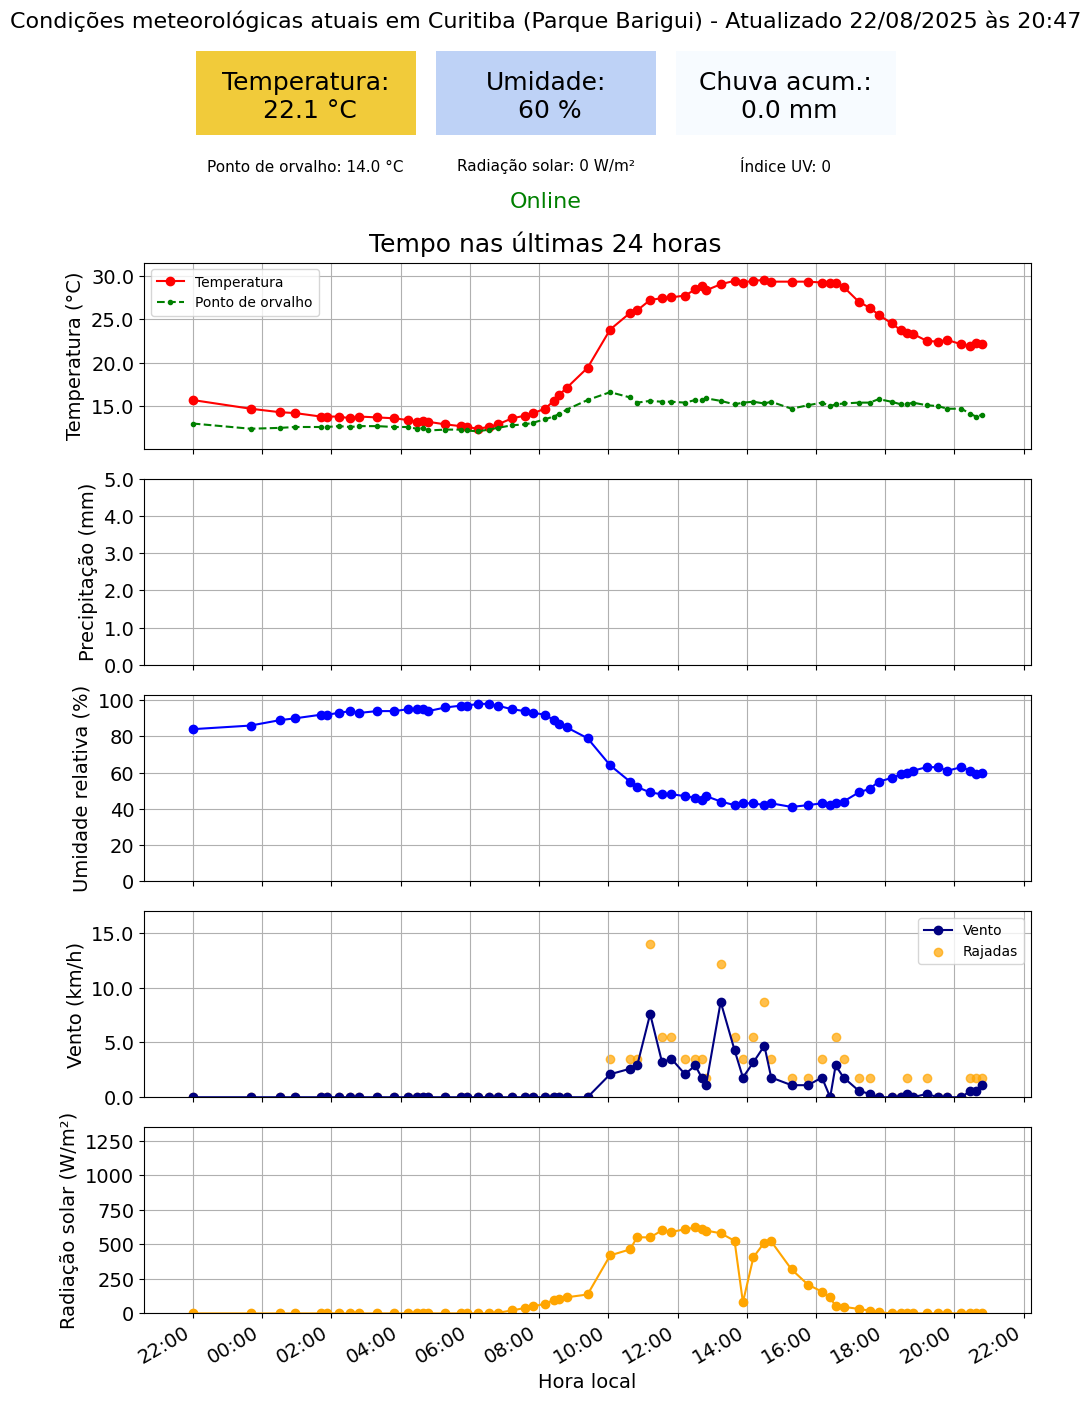 Condições meteorológicas atuais em Curitiba (Parque Barigui) - Atualizado 22/08/2025 às 20:47
Temperatura:
22.1 °C
Umidade:
60 %
Chuva acum.:
0.0 mm
Ponto de orvalho: 14.0 °C
Radiação solar: 0 W/m²
Índice UV: 0
Online
Tempo nas últimas 24 horas
Temperatura (°C)
30.0
25.0
20.0
15.0
Temperatura
Ponto de orvalho
Precipitação (mm)
5.0
4.0
3.0
2.0
1.0
0.0
Umidade relativa (%)
100
80
60
40
20
0
Vento (km/h)
15.0
10.0
5.0
0.0
Vento
Rajadas
Radiação solar (W/m²)
1250
1000
750
500
250
0
22:00
00:00
02:00
04:00
06:00
08:00
10:00
12:00
14:00
16:00
18:00
20:00
22:00
Hora local